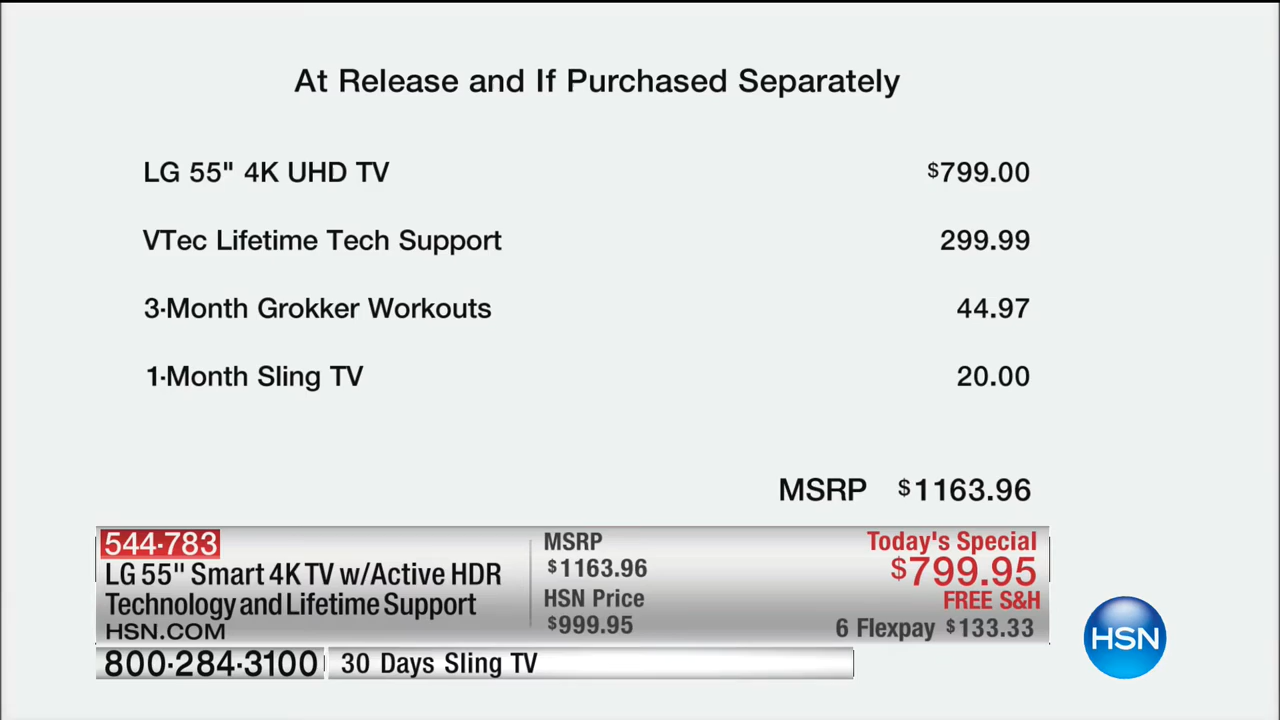 At Release and If Purchased Separately
LG 55" 4K UHD TV $799.00
VTec Lifetime Tech Support 299.99
3-Month Grokker Workouts 44.97
1-Month Sling TV 20.00
MSRP $1163.96
544-783
LG 55" Smart 4K TV w/Active HDR
Technology and Lifetime Support
HSN.COM
MSRP
$1163.96
HSN Price
$999.95
Today's Special
$799.95
FREE S&H
6 Flexpay $133.33
800-284-3100
30 Days Sling TV
HSN